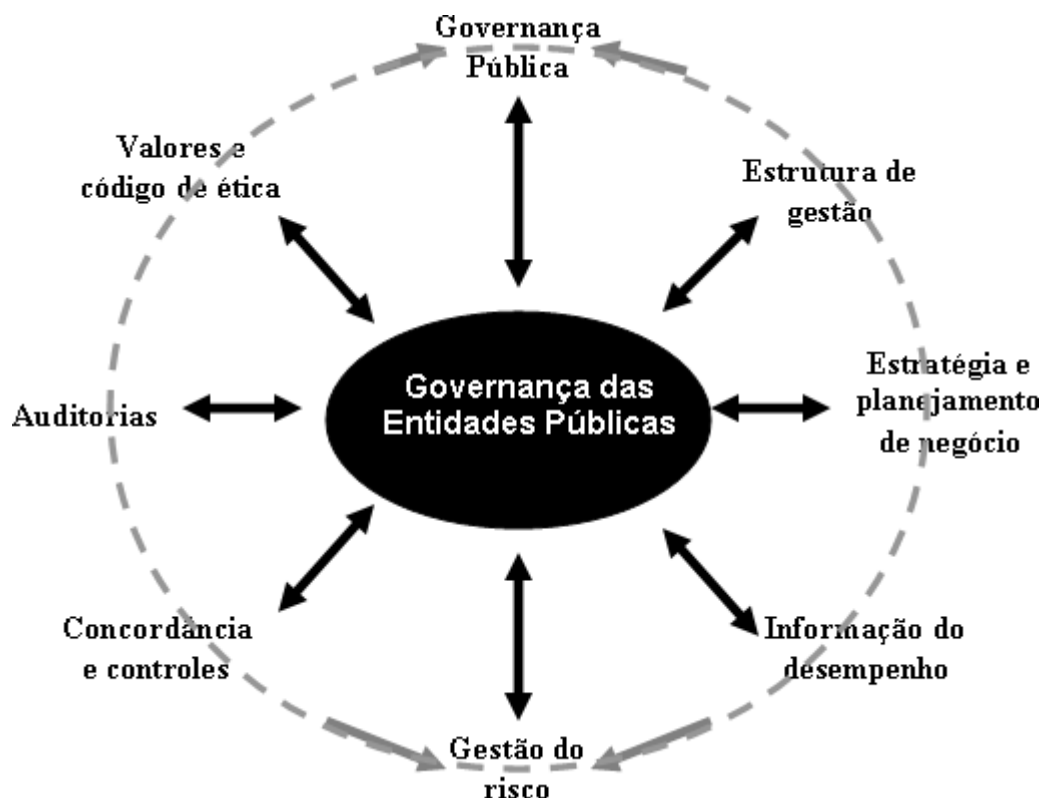 Governança
Pública
Valores e
código de ética
Estrutura de
gestão
Governança das
Entidades Públicas
Auditorias
Estratégia e
planejamento
de negócio
Concordância
e controles
Informação do
desempenho
Gestão do
risco